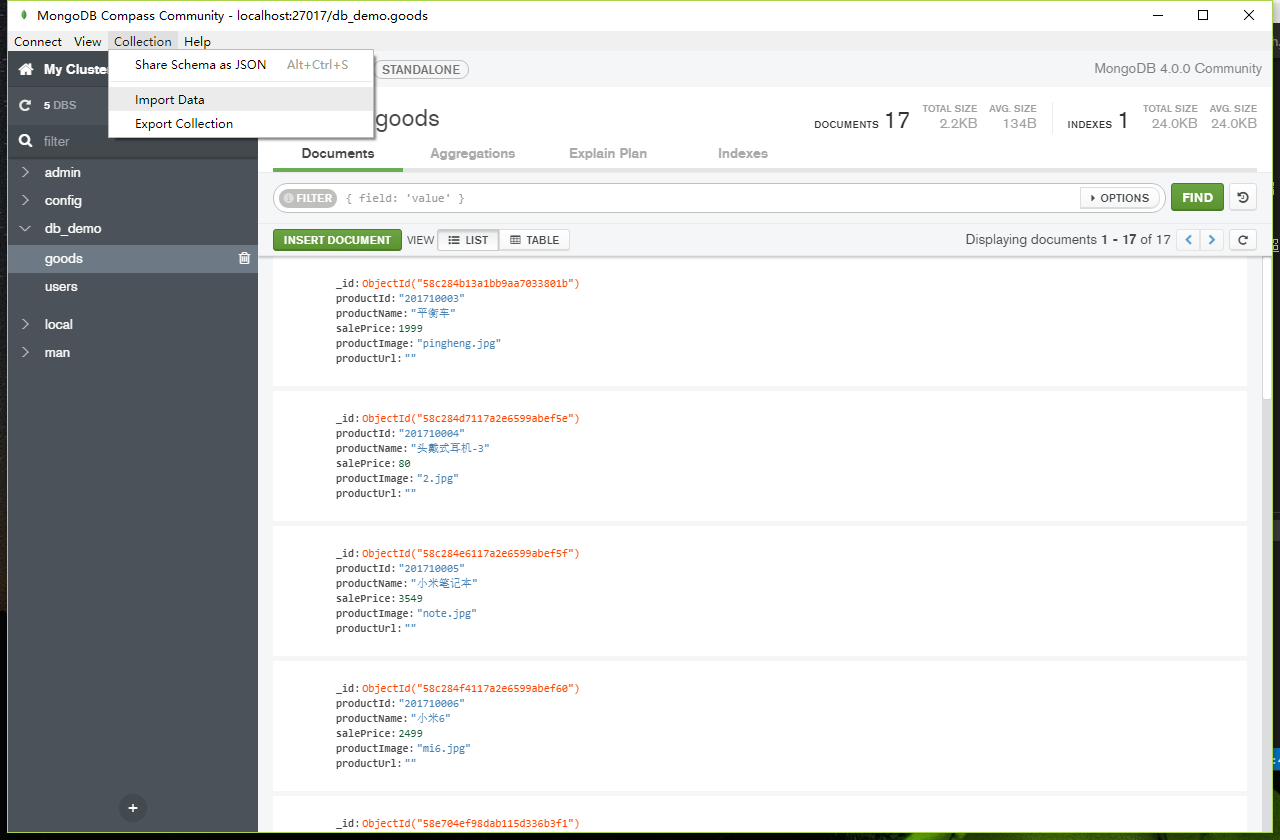 MongoDB Compass Community - localhost:27017/db_demo.goods
Connect View Collection Help
Share Schema as JSON Alt+Ctrl+S
Import Data
Export Collection
My Cluste
STANDALONE
MongoDB 4.0.0 Community
5 DBS
goods
DOCUMENTS 17
TOTAL SIZE 2.2KB
AVG. SIZE 134B
INDEXES 1
TOTAL SIZE 24.0KB
AVG. SIZE 24.0KB
filter
Documents Aggregations Explain Plan Indexes
admin
config
db_demo
goods
users
local
man
FILTER { field: 'value' } OPTIONS FIND
INSERT DOCUMENT VIEW LIST TABLE Displaying documents 1 - 17 of 17
_id: ObjectId("58c284b13a1bb9aa7033801b")
productId: "201710003"
productName: "平衡车"
salePrice: 1999
productImage: "pingheng.jpg"
productUrl: ""
_id: ObjectId("58c284d7117a2e6599abef5e")
productId: "201710004"
productName: "头戴式耳机-3"
salePrice: 80
productImage: "2.jpg"
productUrl: ""
_id: ObjectId("58c284e6117a2e6599abef5f")
productId: "201710005"
productName: "小米笔记本"
salePrice: 3549
productImage: "note.jpg"
productUrl: ""
_id: ObjectId("58c284f4117a2e6599abef60")
productId: "201710006"
productName: "小米6"
salePrice: 2499
productImage: "mi6.jpg"
productUrl: ""
_id: ObjectId("58e704ef98dab115d336b3f1")